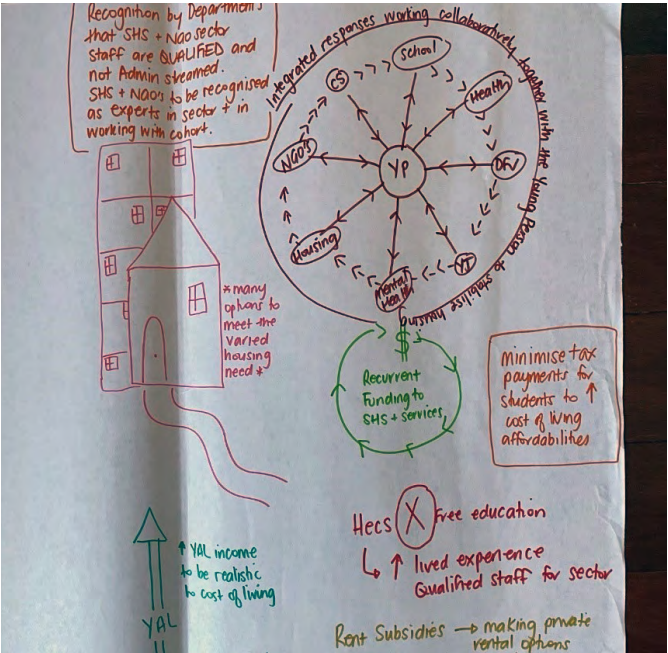 Recognition by Departments
that SHS + NGO sector
staff are QUALIFIED and
not Admin streamed.
SHS + NGO's to be recognised
as experts in sector + in
working with cohort.
Integrated responses working collaboratively together with the Young Person to stabilise housing
School
Health
DFV
YJ
Mental
Health
Housing
NGO's
CS
YP
*many
options to
meet the
varied
housing
need*
$
Recurrent
Funding to
SHS + services
minimise tax
payments for
students to ↑
cost of living
affordabilities
Hecs X Free education
↳ ↑ lived experience
Qualified staff for sector
↑ YAL income
to be realistic
to cost of living
YAL
Rent Subsidies → making private
rental options